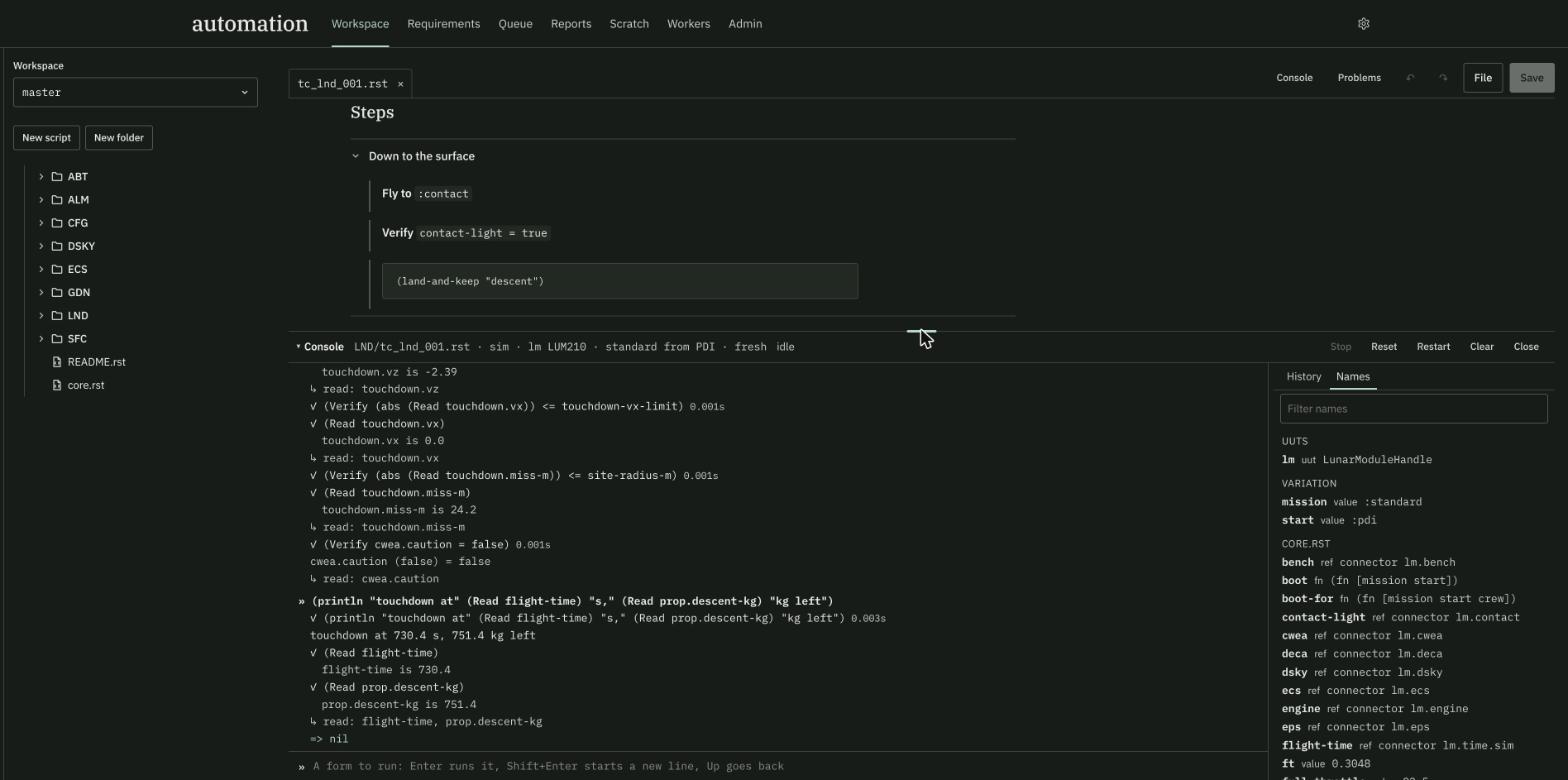 automation
Workspace
Requirements
Queue
Reports
Scratch
Workers
Admin
Workspace
master
New script
New folder
ABT
ALM
CFG
DSKY
ECS
GDN
LND
SFC
README.rst
core.rst
tc_lnd_001.rst ×
Console
Problems
File
Save
Steps
Down to the surface
Fly to :contact
Verify contact-light = true
(land-and-keep "descent")
Console LND/tc_lnd_001.rst · sim · lm LUM210 · standard from PDI · fresh idle
Stop
Reset
Restart
Clear
Close
touchdown.vz is -2.39
↳ read: touchdown.vz
√ (Verify (abs (Read touchdown.vx)) <= touchdown-vx-limit) 0.001s
√ (Read touchdown.vx)
touchdown.vx is 0.0
↳ read: touchdown.vx
√ (Verify (abs (Read touchdown.miss-m)) <= site-radius-m) 0.001s
√ (Read touchdown.miss-m)
touchdown.miss-m is 24.2
↳ read: touchdown.miss-m
√ (Verify cwea.caution = false) 0.001s
cwea.caution (false) = false
↳ read: cwea.caution
» (println "touchdown at" (Read flight-time) "s," (Read prop.descent-kg) "kg left")
√ (println "touchdown at" (Read flight-time) "s," (Read prop.descent-kg) "kg left") 0.003s
touchdown at 730.4 s, 751.4 kg left
√ (Read flight-time)
flight-time is 730.4
√ (Read prop.descent-kg)
prop.descent-kg is 751.4
↳ read: flight-time, prop.descent-kg
=> nil
» A form to run: Enter runs it, Shift+Enter starts a new line, Up goes back
History
Names
Filter names
UUTS
lm uut LunarModuleHandle
VARIATION
mission value :standard
start value :pdi
CORE.RST
bench ref connector lm.bench
boot fn (fn [mission start])
boot-for fn (fn [mission start crew])
contact-light ref connector lm.contact
cwea ref connector lm.cwea
deca ref connector lm.deca
dsky ref connector lm.dsky
ecs ref connector lm.ecs
engine ref connector lm.engine
eps ref connector lm.eps
flight-time ref connector lm.time.sim
ft value 0.3048